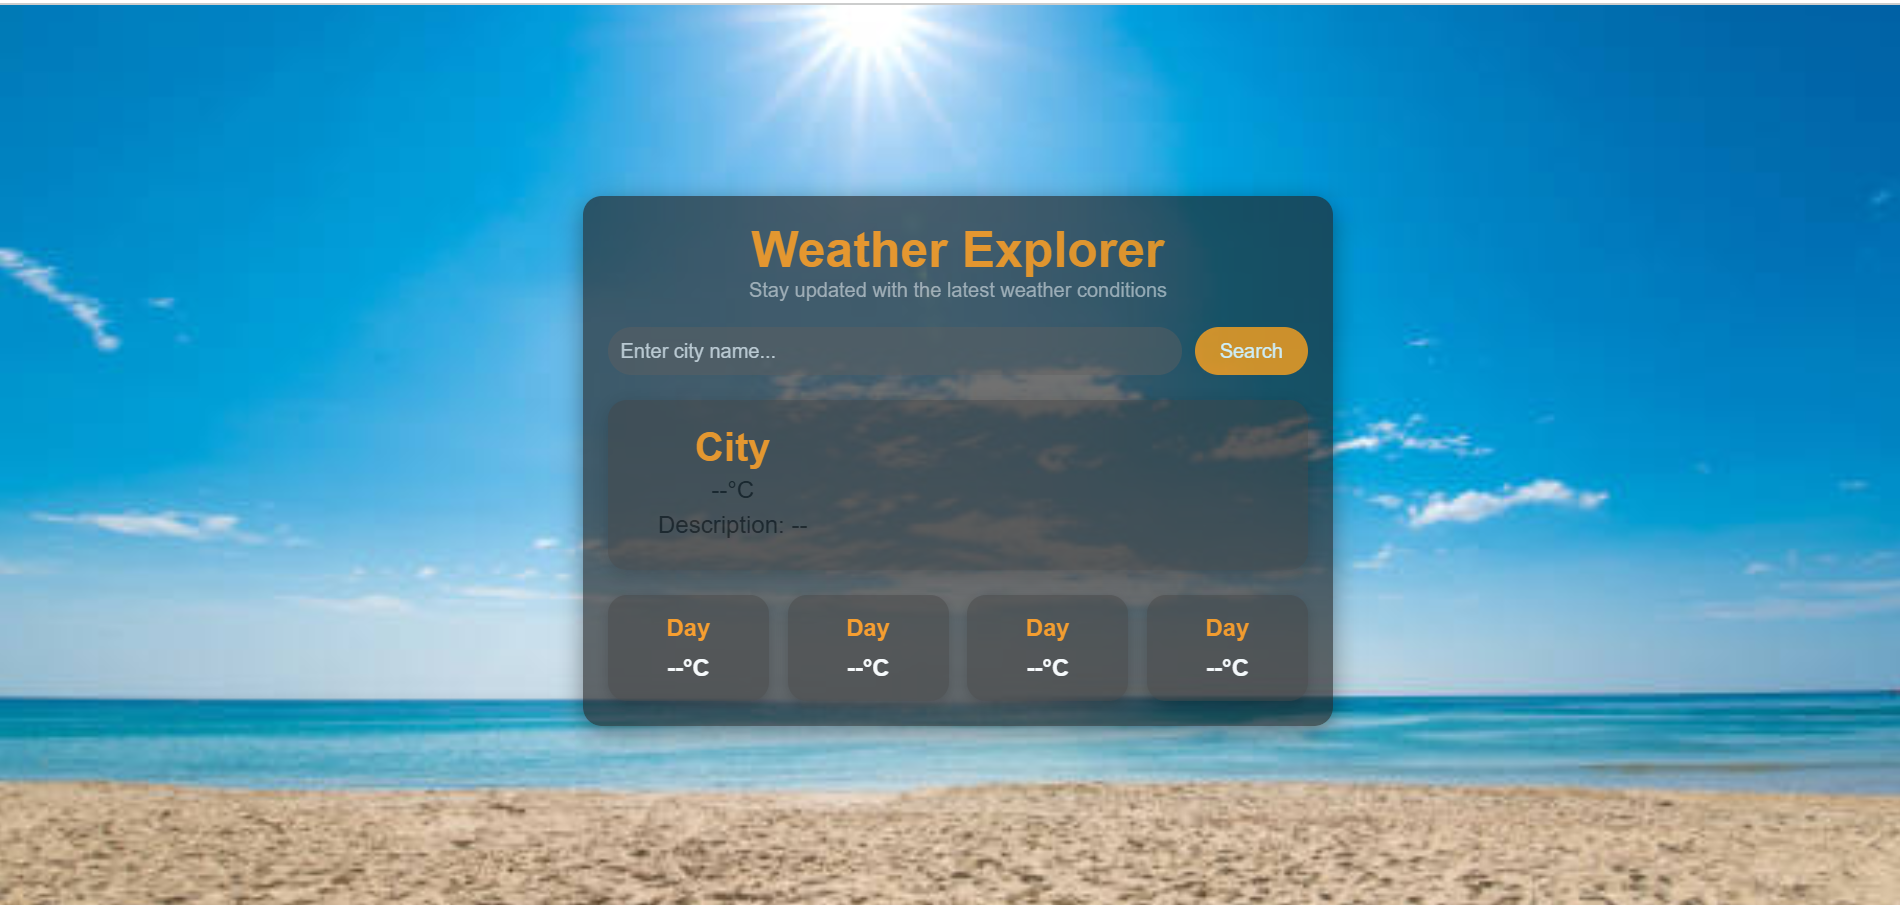 Weather Explorer
Stay updated with the latest weather conditions
Enter city name...
Search
City
--°C
Description: --
Day
--°C
Day
--°C
Day
--°C
Day
--°C